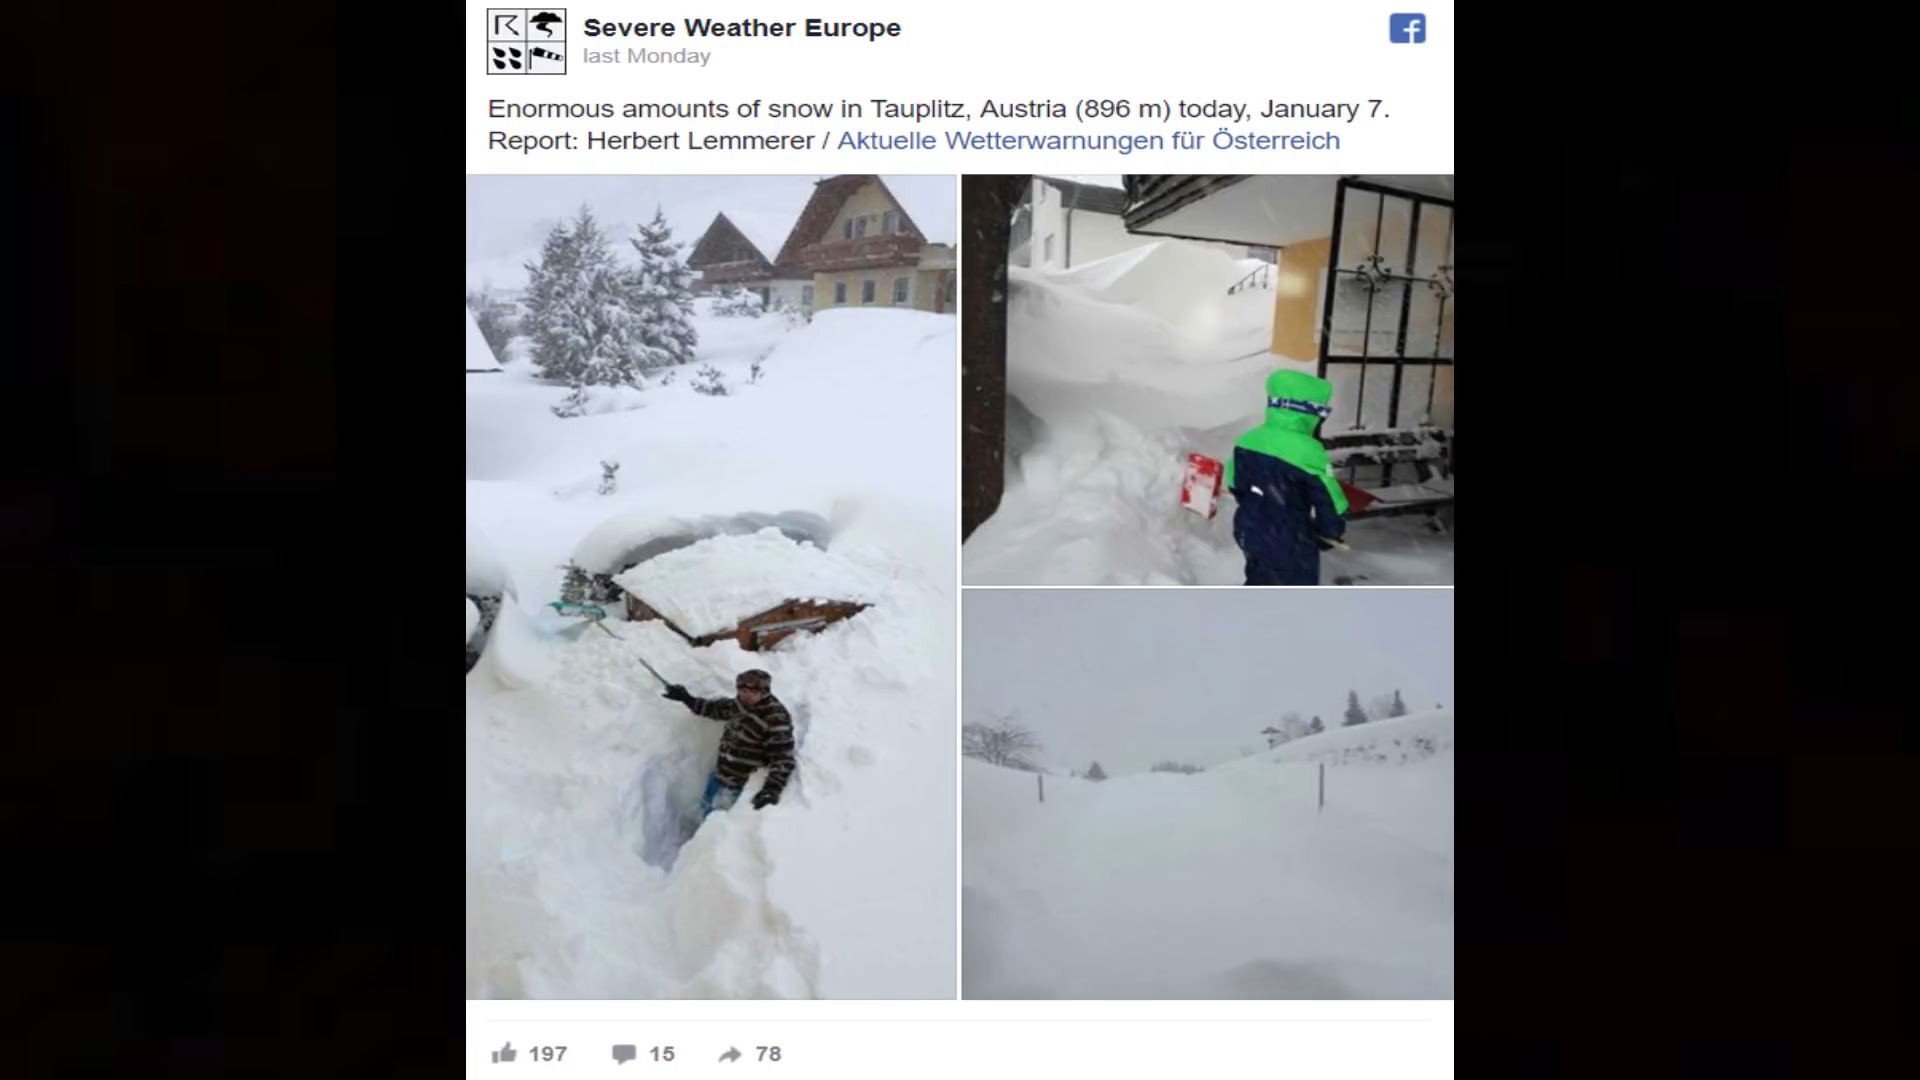 Severe Weather Europe
last Monday
Enormous amounts of snow in Tauplitz, Austria (896 m) today, January 7.
Report: Herbert Lemmerer / Aktuelle Wetterwarnungen für Österreich
197 15 78